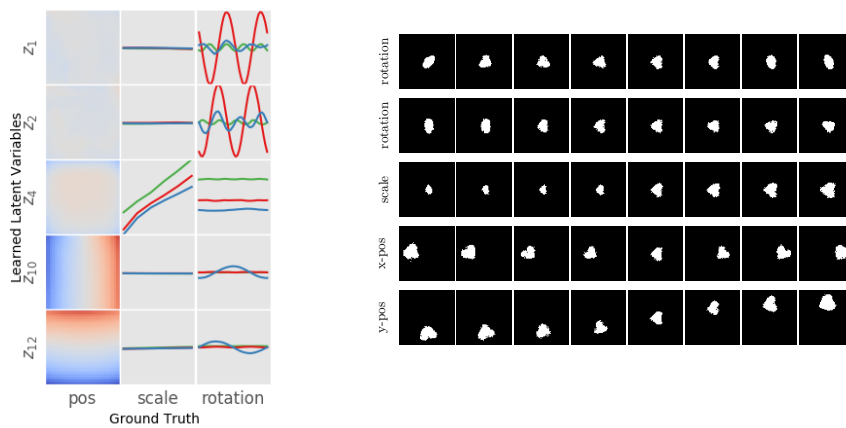 Learned Latent Variables
Z1
Z2
Z4
Z10
Z12
pos scale rotation
Ground Truth
rotation
rotation
scale
x-pos
y-pos